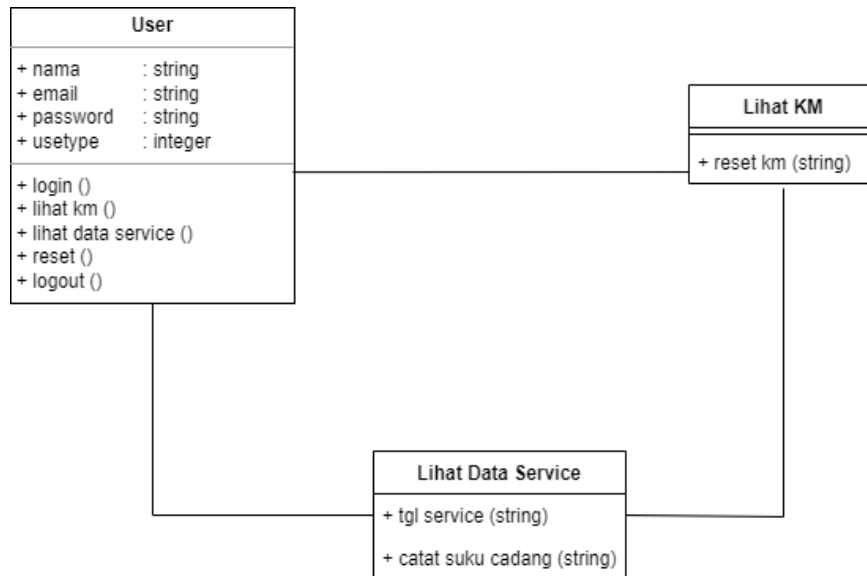 User
+ nama : string
+ email : string
+ password : string
+ usetype : integer
+ login ()
+ lihat km ()
+ lihat data service ()
+ reset ()
+ logout ()
Lihat KM
+ reset km (string)
Lihat Data Service
+ tgl service (string)
+ catat suku cadang (string)